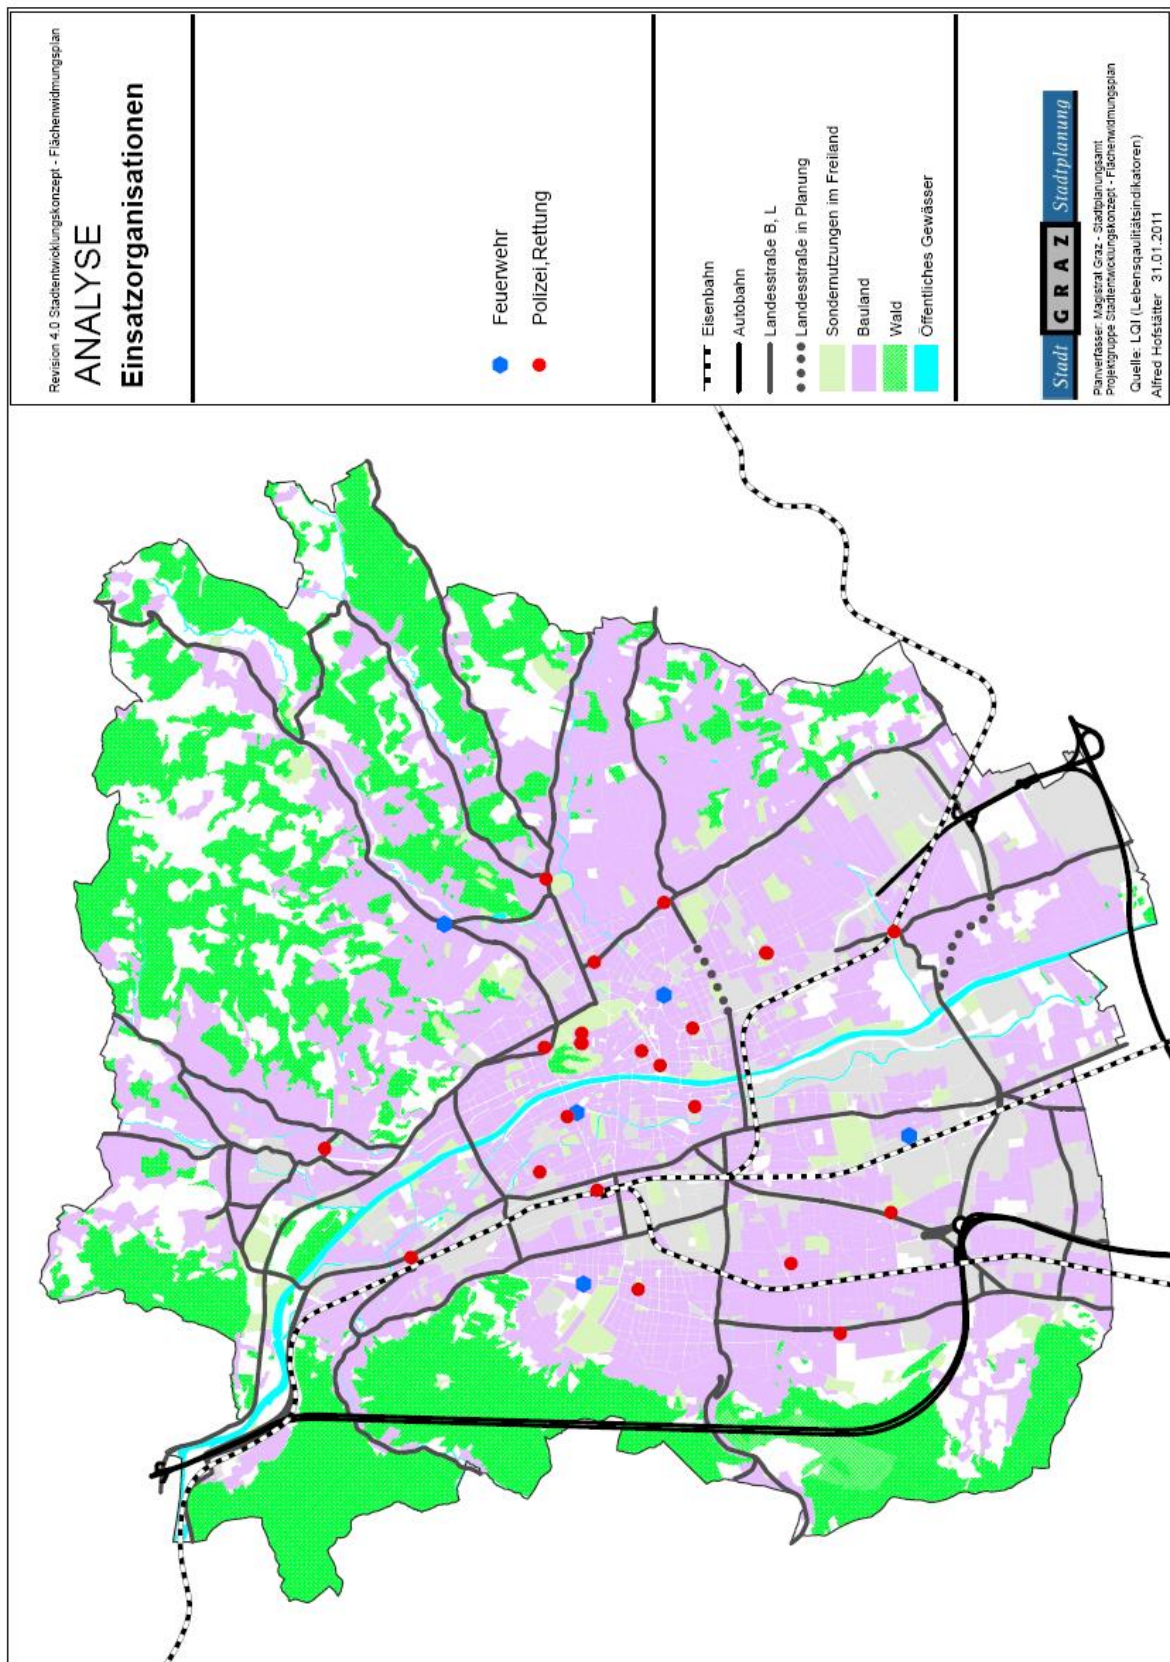 Revision 4.0 Stadtentwicklungskonzept - Flächenwidmungsplan
ANALYSE
Einsatzorganisationen
Feuerwehr
Polizei,Rettung
Eisenbahn
Autobahn
Landesstraße B, L
Landesstraße in Planung
Sondernutzungen im Freiland
Bauland
Wald
Öffentliches Gewässer
Stadt GRAZ Stadtplanung
Planverfasser: Magistrat Graz - Stadtplanungsamt
Projektgruppe Stadtentwicklungskonzept - Flächenwidmungsplan
Quelle: LQI (Lebensqaulitätsindikatoren)
Alfred Hofstätter 31.01.2011